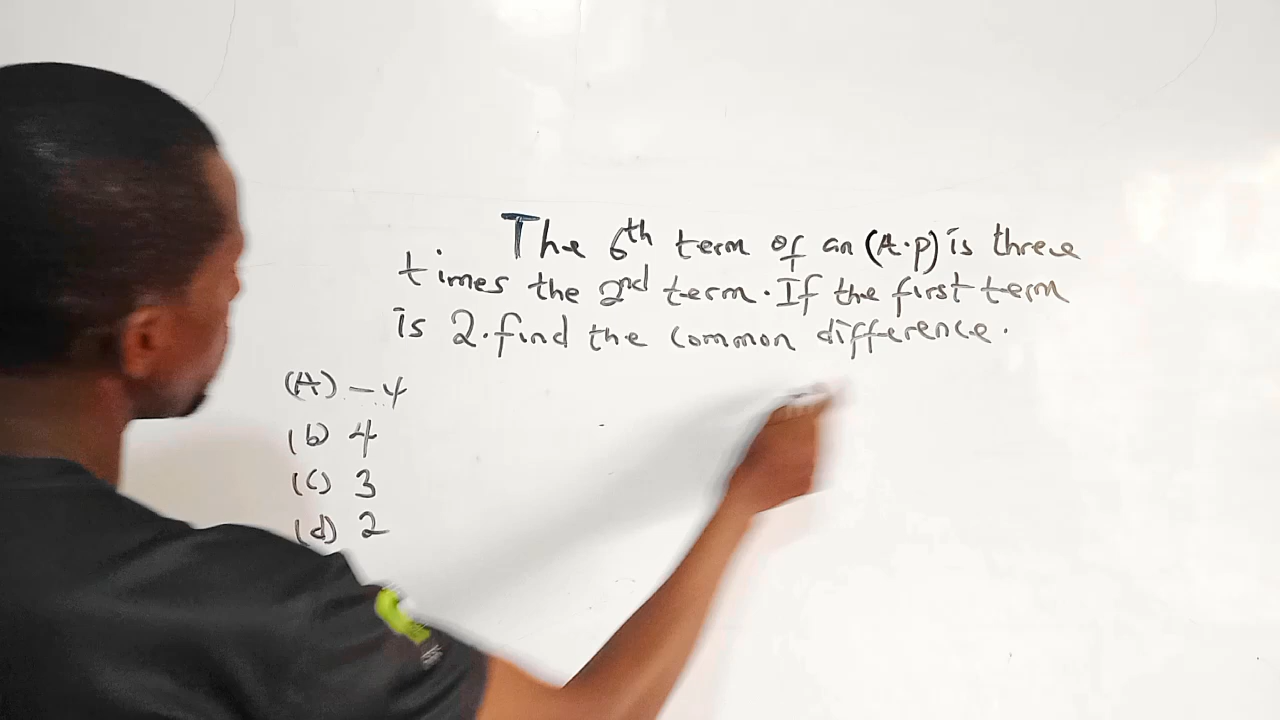 The 6th term of an (A.p) is three
times the 2nd term. If the first term
is 2. find the common difference.
(A) -4
(b) 4
(c) 3
(d) 2